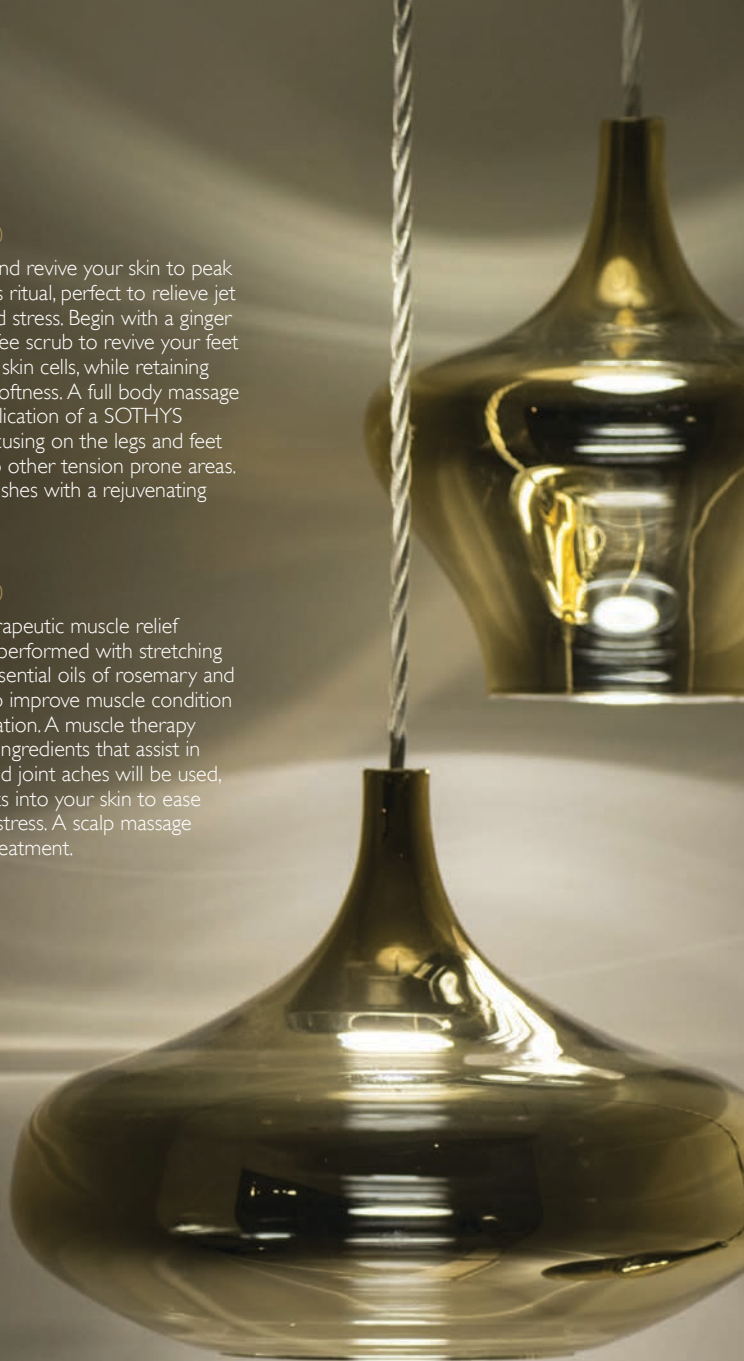 )
nd revive your skin to peak
s ritual, perfect to relieve jet
d stress. Begin with a ginger
fee scrub to revive your feet
skin cells, while retaining
oftness. A full body massage
lication of a SOTHYS
cusing on the legs and feet
o other tension prone areas.
shes with a rejuvenating
)
rapeutic muscle relief
performed with stretching
ssential oils of rosemary and
o improve muscle condition
ation. A muscle therapy
ingredients that assist in
d joint aches will be used,
ts into your skin to ease
stress. A scalp massage
eatment.